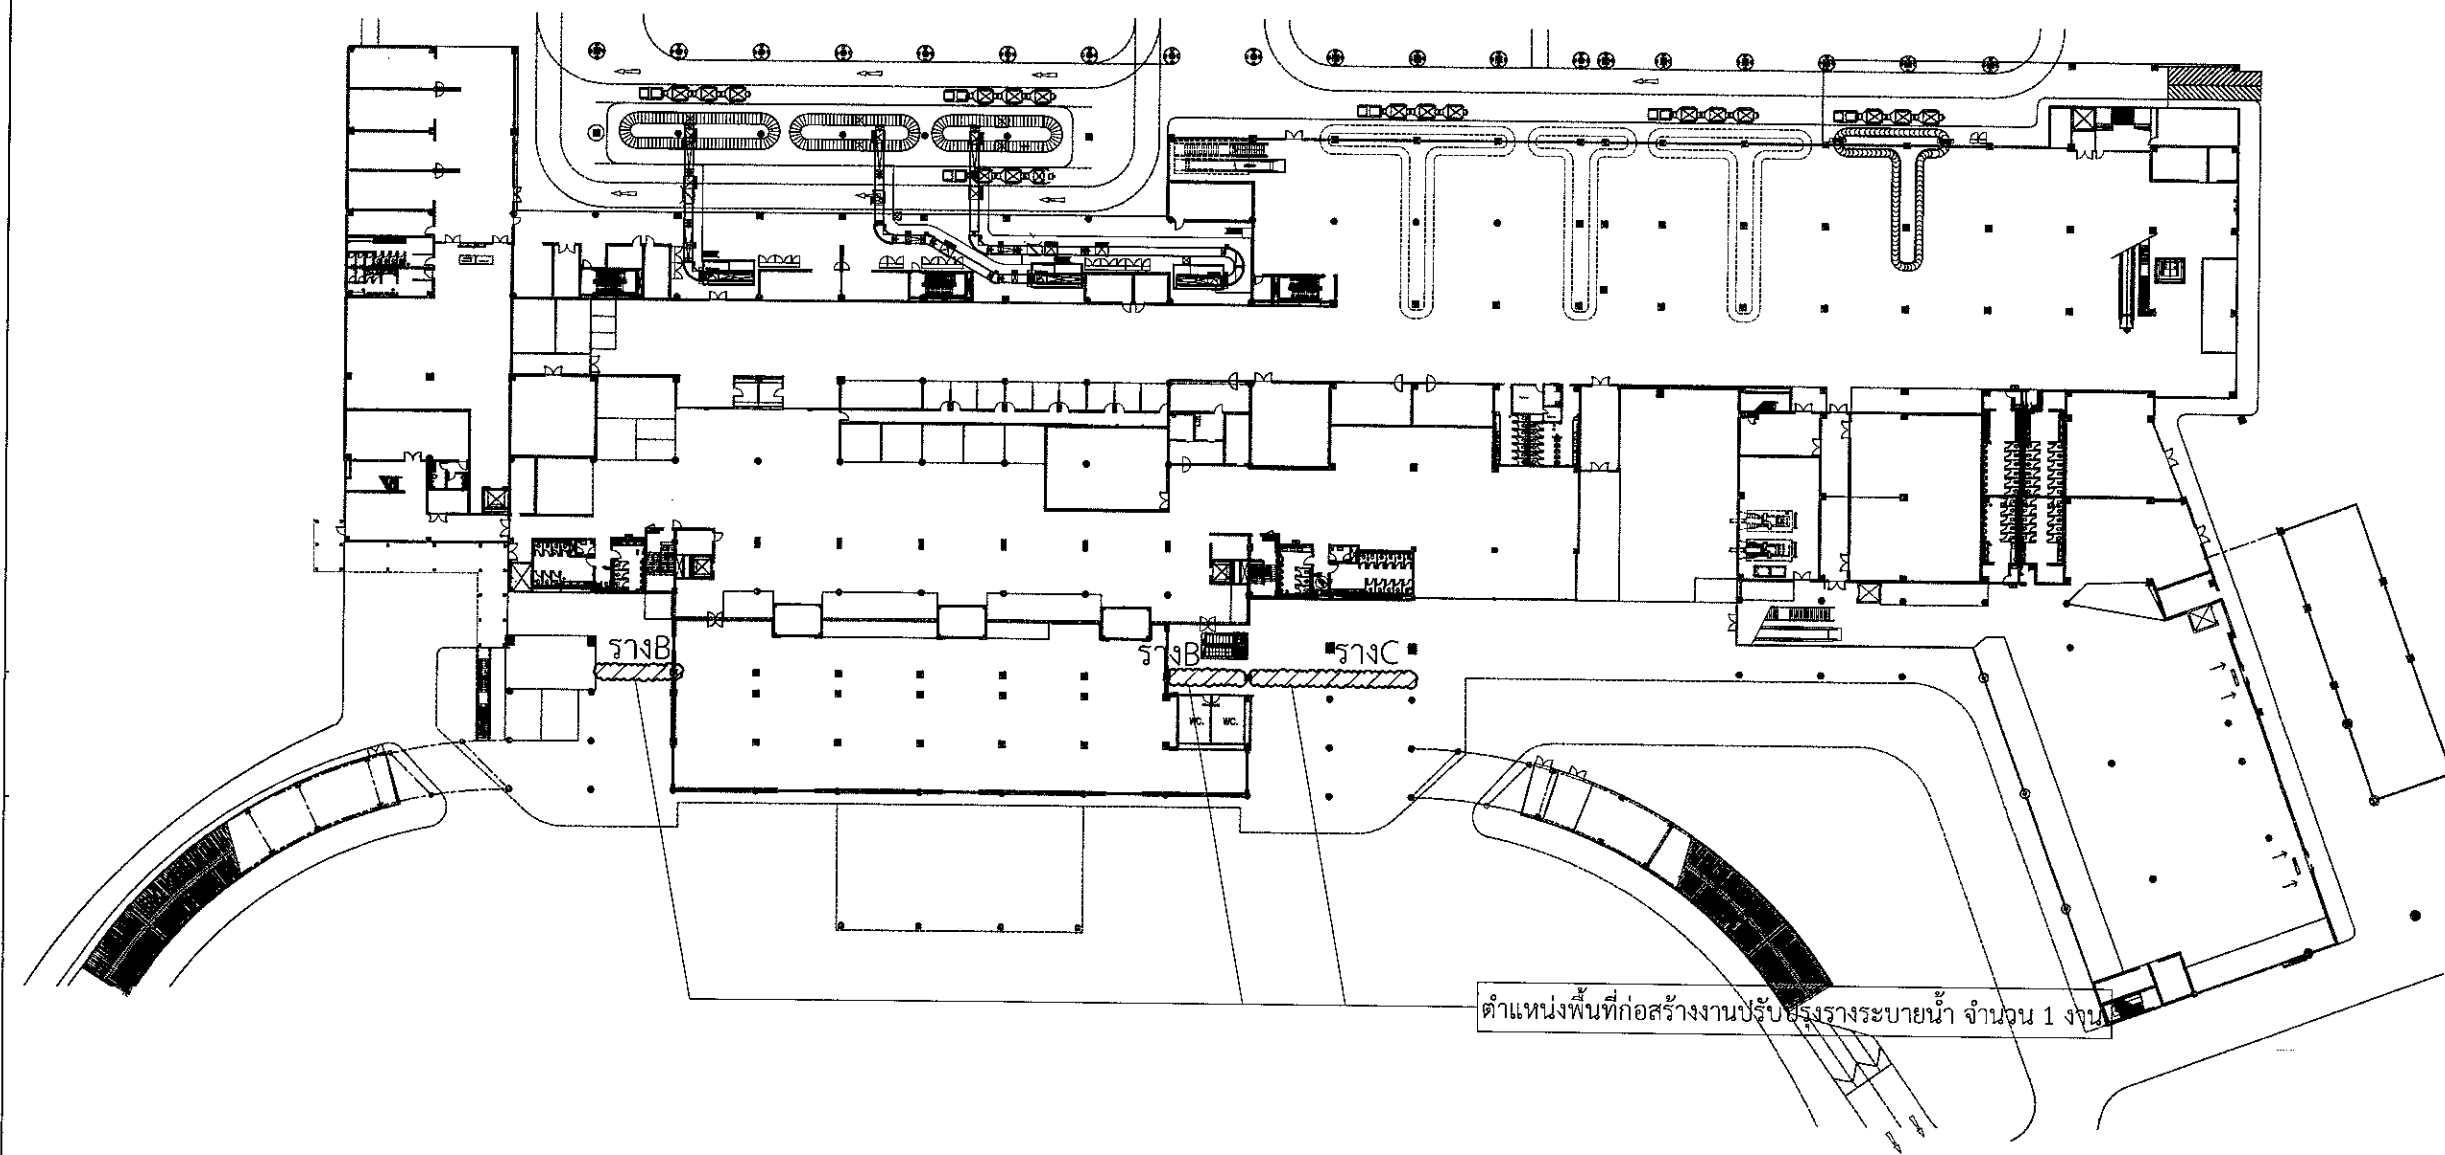 รางB
รางB
รางC
WC.
WC.
ตำแหน่งพื้นที่ก่อสร้างงานปรับปรุงรางระบายน้ำ จำนวน 1 งาน